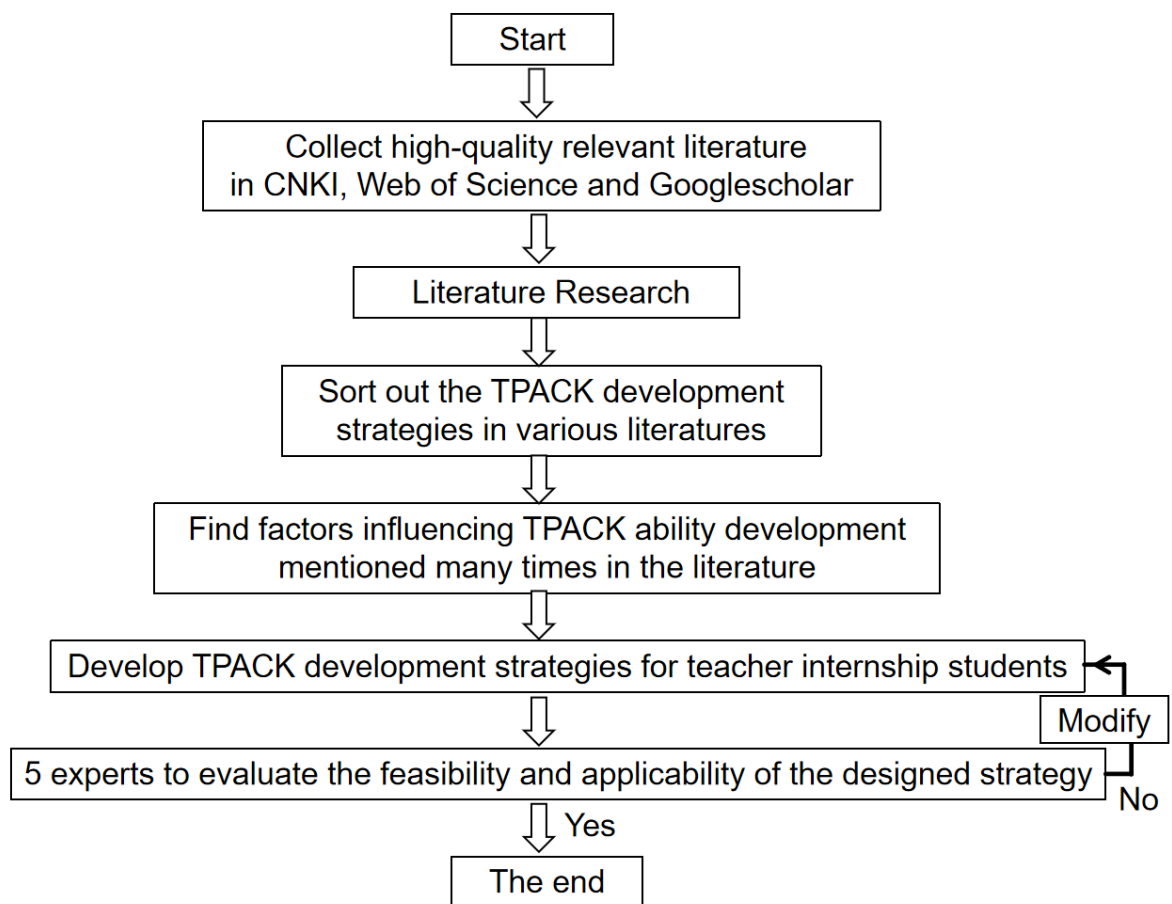 Start
Collect high-quality relevant literature
in CNKI, Web of Science and Googlescholar
Literature Research
Sort out the TPACK development
strategies in various literatures
Find factors influencing TPACK ability development
mentioned many times in the literature
Develop TPACK development strategies for teacher internship students
Modify
5 experts to evaluate the feasibility and applicability of the designed strategy
No
Yes
The end